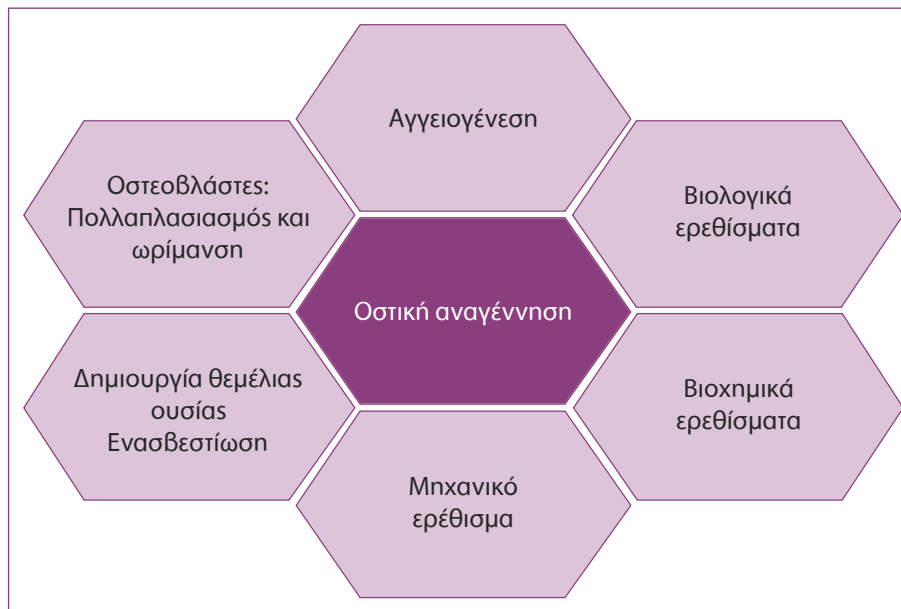 Αγγειογένεση
Οστεοβλάστες:
Πολλαπλασιασμός και
ωρίμανση
Βιολογικά
ερεθίσματα
Οστική αναγέννηση
Δημιουργία θεμέλιας
ουσίας
Ενασβεστίωση
Βιοχημικά
ερεθίσματα
Μηχανικό
ερέθισμα